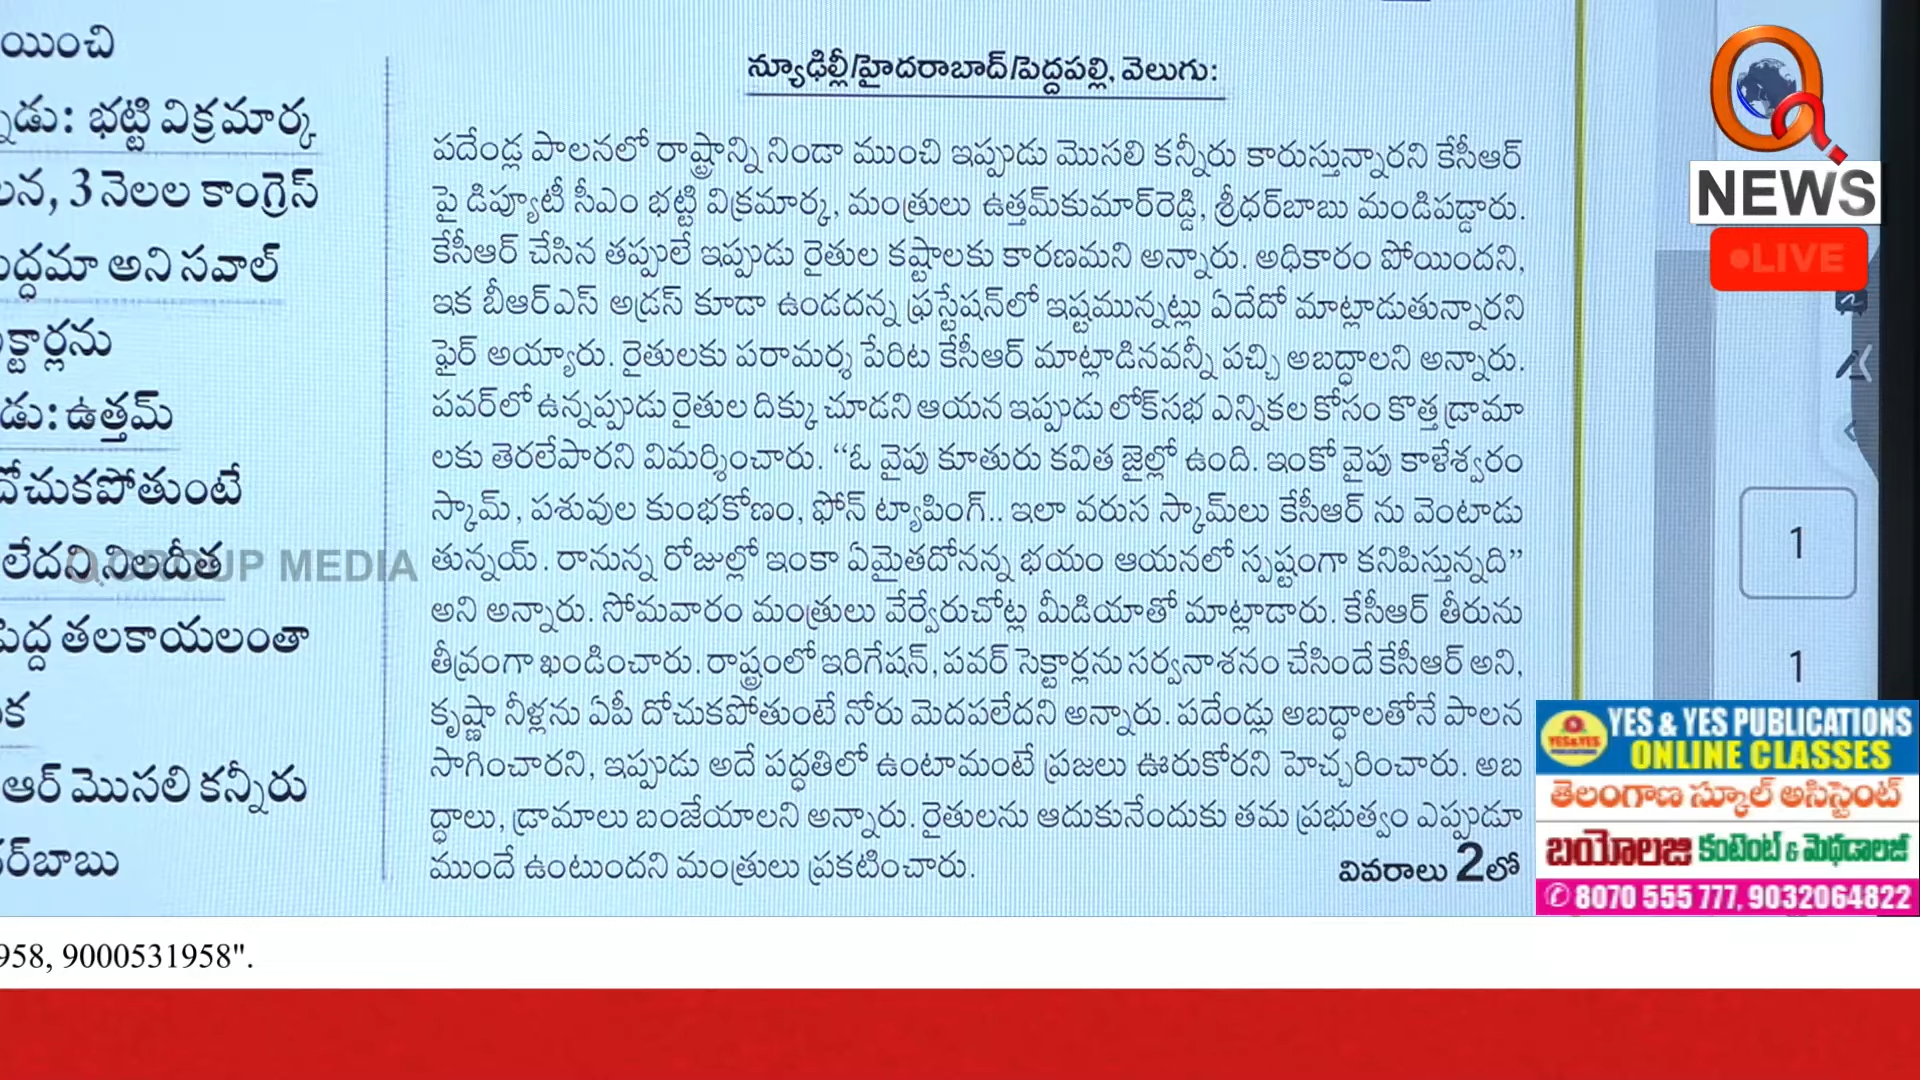 యించి
న్నాడు: భట్టి విక్రమార్క
లన, 3 నెలల కాంగ్రెస్
ద్ధమా అని సవాల్
క్టార్లను
డు: ఉత్తమ్
దోచుకపోతుంటే
లేదని నిలదీత
పెద్ద తలకాయలంతా
క
ఆర్ మొసలి కన్నీరు
ర్‌బాబు
న్యూఢిల్లీ/హైదరాబాద్/పెద్దపల్లి, వెలుగు:
పదేండ్ల పాలనలో రాష్ట్రాన్ని నిండా ముంచి ఇప్పుడు మొసలి కన్నీరు కారుస్తున్నారని కేసీఆర్
పై డిప్యూటీ సీఎం భట్టి విక్రమార్క, మంత్రులు ఉత్తమ్‌కుమార్‌రెడ్డి, శ్రీధర్‌బాబు మండిపడ్డారు.
కేసీఆర్ చేసిన తప్పులే ఇప్పుడు రైతుల కష్టాలకు కారణమని అన్నారు. అధికారం పోయిందని,
ఇక బీఆర్ఎస్ అడ్రస్ కూడా ఉండదన్న ఫ్రస్టేషన్‌లో ఇష్టమున్నట్లు ఏదేదో మాట్లాడుతున్నారని
ఫైర్ అయ్యారు. రైతులకు పరామర్శ పేరిట కేసీఆర్ మాట్లాడినవన్నీ పచ్చి అబద్ధాలని అన్నారు.
పవర్‌లో ఉన్నప్పుడు రైతుల దిక్కు చూడని ఆయన ఇప్పుడు లోక్‌సభ ఎన్నికల కోసం కొత్త డ్రామా
లకు తెరలేపారని విమర్శించారు. “ఓ వైపు కూతురు కవిత జైల్లో ఉంది. ఇంకో వైపు కాళేశ్వరం
స్కామ్, పశువుల కుంభకోణం, ఫోన్ ట్యాపింగ్.. ఇలా వరుస స్కామ్‌లు కేసీఆర్ ను వెంటాడు
తున్నయ్. రానున్న రోజుల్లో ఇంకా ఏమైతదోనన్న భయం ఆయనలో స్పష్టంగా కనిపిస్తున్నది”
అని అన్నారు. సోమవారం మంత్రులు వేర్వేరుచోట్ల మీడియాతో మాట్లాడారు. కేసీఆర్ తీరును
తీవ్రంగా ఖండించారు. రాష్ట్రంలో ఇరిగేషన్, పవర్ సెక్టార్లను సర్వనాశనం చేసిందే కేసీఆర్ అని,
కృష్ణా నీళ్లను ఏపీ దోచుకపోతుంటే నోరు మెదపలేదని అన్నారు. పదేండ్లు అబద్ధాలతోనే పాలన
సాగించారని, ఇప్పుడు అదే పద్ధతిలో ఉంటామంటే ప్రజలు ఊరుకోరని హెచ్చరించారు. అబ
ద్ధాలు, డ్రామాలు బంజేయాలని అన్నారు. రైతులను ఆదుకునేందుకు తమ ప్రభుత్వం ఎప్పుడూ
ముందే ఉంటుందని మంత్రులు ప్రకటించారు.
వివరాలు 2లో
Q GROUP MEDIA
Q
NEWS
LIVE
1
1
YES & YES PUBLICATIONS
ONLINE CLASSES
తెలంగాణ స్కూల్ అసిస్టెంట్
బయోలజి కంటెంట్ & మెథడాలజీ
8070 555 777, 9032064822
958, 9000531958".